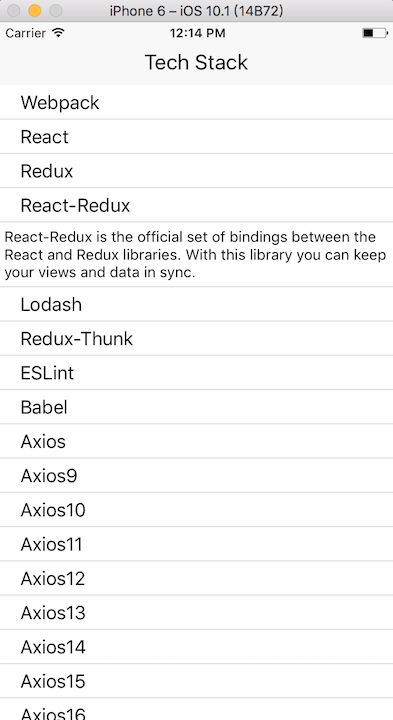 iPhone 6 – iOS 10.1 (14B72)
Carrier 12:14 PM
Tech Stack
Webpack
React
Redux
React-Redux
React-Redux is the official set of bindings between the
React and Redux libraries. With this library you can keep
your views and data in sync.
Lodash
Redux-Thunk
ESLint
Babel
Axios
Axios9
Axios10
Axios11
Axios12
Axios13
Axios14
Axios15
Axios16